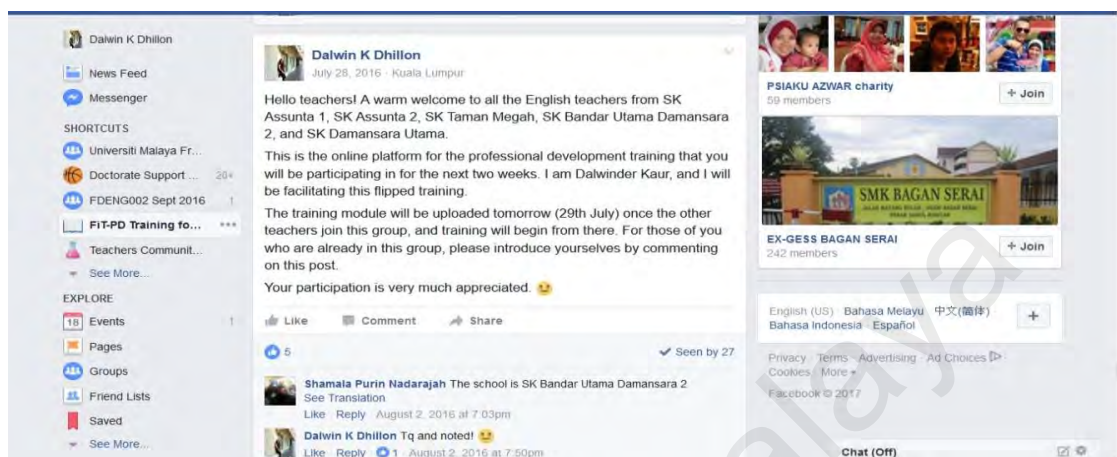 Dalwin K Dhillon
News Feed
Messenger
SHORTCUTS
Universiti Malaya Fr...
Doctorate Support ... 20+
FDENG002 Sept 2016 1
FiT-PD Training fo... •••
Teachers Communit...
See More...
EXPLORE
18 Events 1
Pages
Groups
Friend Lists
Saved
See More...
Dalwin K Dhillon
July 28, 2016 · Kuala Lumpur
Hello teachers! A warm welcome to all the English teachers from SK
Assunta 1, SK Assunta 2, SK Taman Megah, SK Bandar Utama Damansara
2, and SK Damansara Utama.
This is the online platform for the professional development training that you
will be participating in for the next two weeks. I am Dalwinder Kaur, and I will
be facilitating this flipped training.
The training module will be uploaded tomorrow (29th July) once the other
teachers join this group, and training will begin from there. For those of you
who are already in this group, please introduce yourselves by commenting
on this post.
Your participation is very much appreciated. 😉
Like Comment Share
5 ✓ Seen by 27
Shamala Purin Nadarajah The school is SK Bandar Utama Damansara 2
See Translation
Like · Reply · August 2, 2016 at 7:03pm
Dalwin K Dhillon Tq and noted! 😉
Like · Reply · 1 · August 2, 2016 at 7:50pm
PSIAKU AZWAR charity
59 members
+ Join
SMK BAGAN SERAI
EX-GESS BAGAN SERAI
242 members
+ Join
English (US) · Bahasa Melayu · 中文(简体)
Bahasa Indonesia · Español
+
Privacy · Terms · Advertising · Ad Choices
Cookies · More
Facebook © 2017
Chat (Off)
alaya